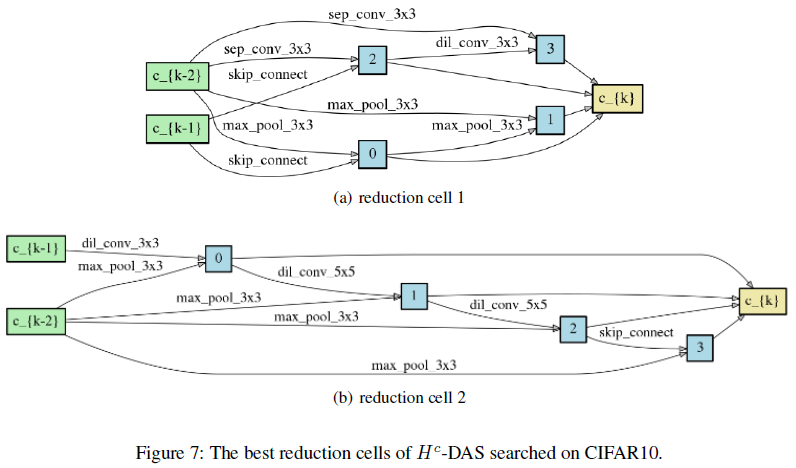 sep_conv_3x3
3
sep_conv_3x3
dil_conv_3x3
2
c_{k-2}
skip_connect
c_{k}
max_pool_3x3
c_{k-1}
max_pool_3x3
max_pool_3x3
1
0
skip_connect
(a) reduction cell 1
c_{k-1}
dil_conv_3x3
0
max_pool_3x3
dil_conv_5x5
max_pool_3x3
1
dil_conv_5x5
c_{k}
c_{k-2}
max_pool_3x3
2
skip_connect
3
max_pool_3x3
(b) reduction cell 2
Figure 7: The best reduction cells of H^c-DAS searched on CIFAR10.